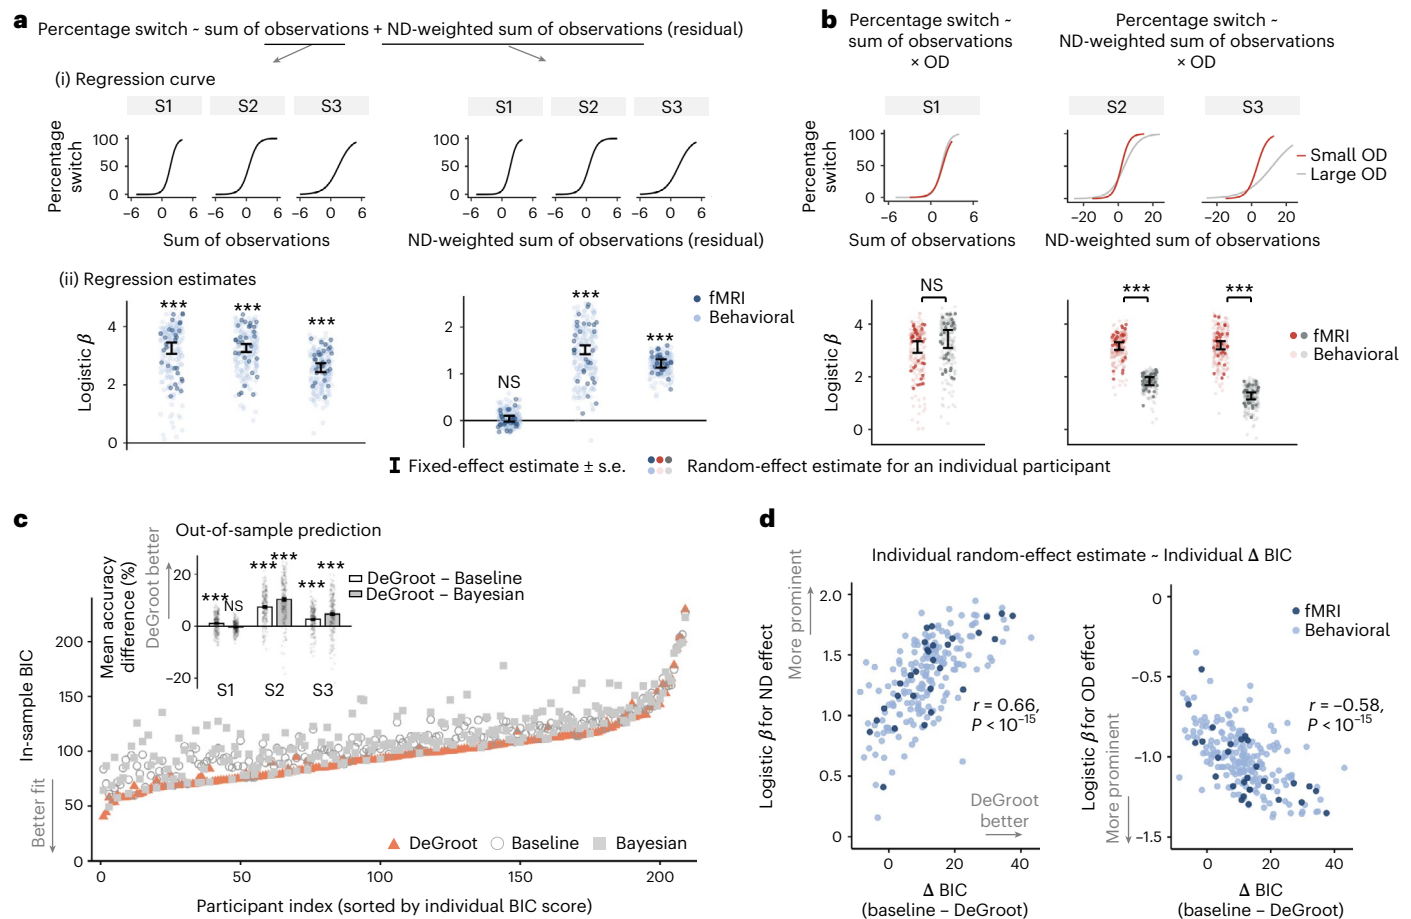 a
Percentage switch ~ sum of observations + ND-weighted sum of observations (residual)
(i) Regression curve
S1 S2 S3
S1 S2 S3
Percentage
switch
100
50
0
−6 0 6 −6 0 6 −6 0 6
Sum of observations
100
50
0
−6 0 6 −6 0 6 −6 0 6
ND-weighted sum of observations (residual)
(ii) Regression estimates
Logistic β
4
2
0
*** *** ***
2
1
0
NS *** ***
fMRI
Behavioral
b
Percentage switch ~
sum of observations
× OD
Percentage switch ~
ND-weighted sum of observations
× OD
S1
S2 S3
Percentage
switch
100
50
0
−6 0 6
−20 0 20 −20 0 20
Small OD
Large OD
Sum of observations
ND-weighted sum of observations
Logistic β
4
2
0
NS
*** ***
fMRI
Behavioral
Fixed-effect estimate ± s.e.
Random-effect estimate for an individual participant
c
Out-of-sample prediction
Mean accuracy
difference (%)
DeGroot better
20
0
−20
*** NS *** *** *** ***
S1 S2 S3
DeGroot – Baseline
DeGroot – Bayesian
In-sample BIC
Better fit
200
150
100
50
0
DeGroot Baseline Bayesian
0 50 100 150 200
Participant index (sorted by individual BIC score)
d
Individual random-effect estimate ~ Individual Δ BIC
Logistic β for ND effect
More prominent
2.0
1.5
1.0
0.5
0
r = 0.66,
P < 10⁻¹⁵
DeGroot
better
0 20 40
Δ BIC
(baseline – DeGroot)
Logistic β for OD effect
More prominent
0
−0.5
−1.0
−1.5
fMRI
Behavioral
r = −0.58,
P < 10⁻¹⁵
0 20 40
Δ BIC
(baseline – DeGroot)